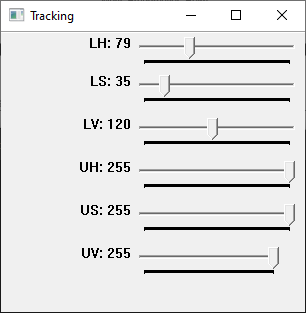 Tracking
LH: 79
LS: 35
LV: 120
UH: 255
US: 255
UV: 255